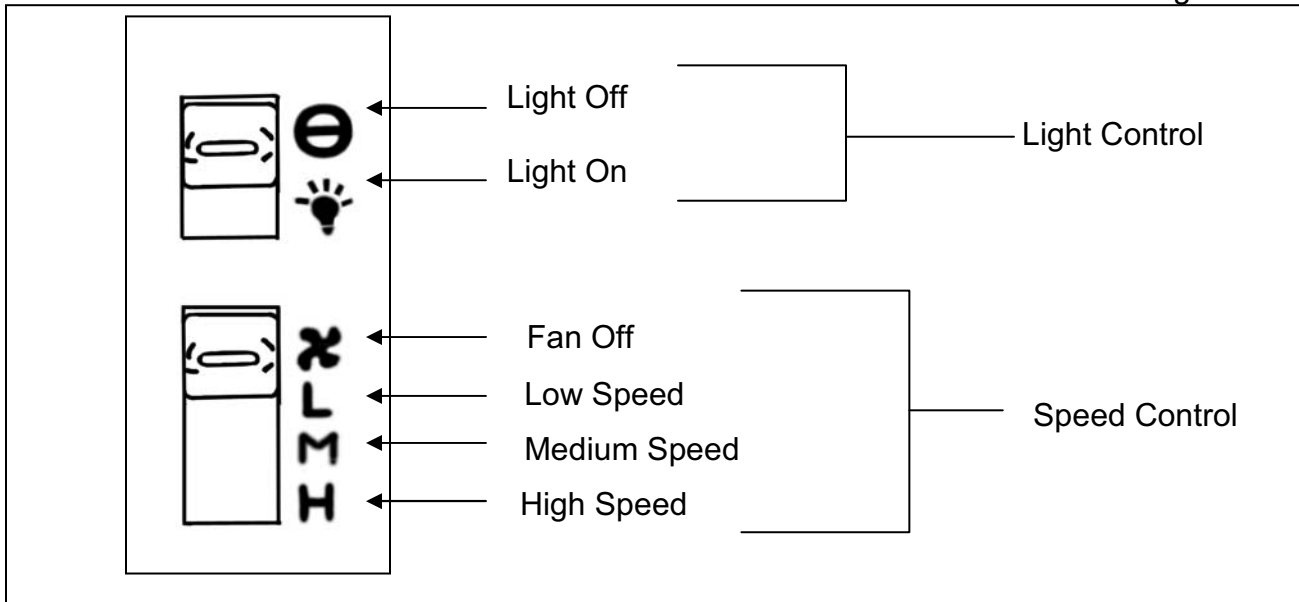 Light Off
Light On
Light Control
Fan Off
L
Low Speed
M
Medium Speed
H
High Speed
Speed Control